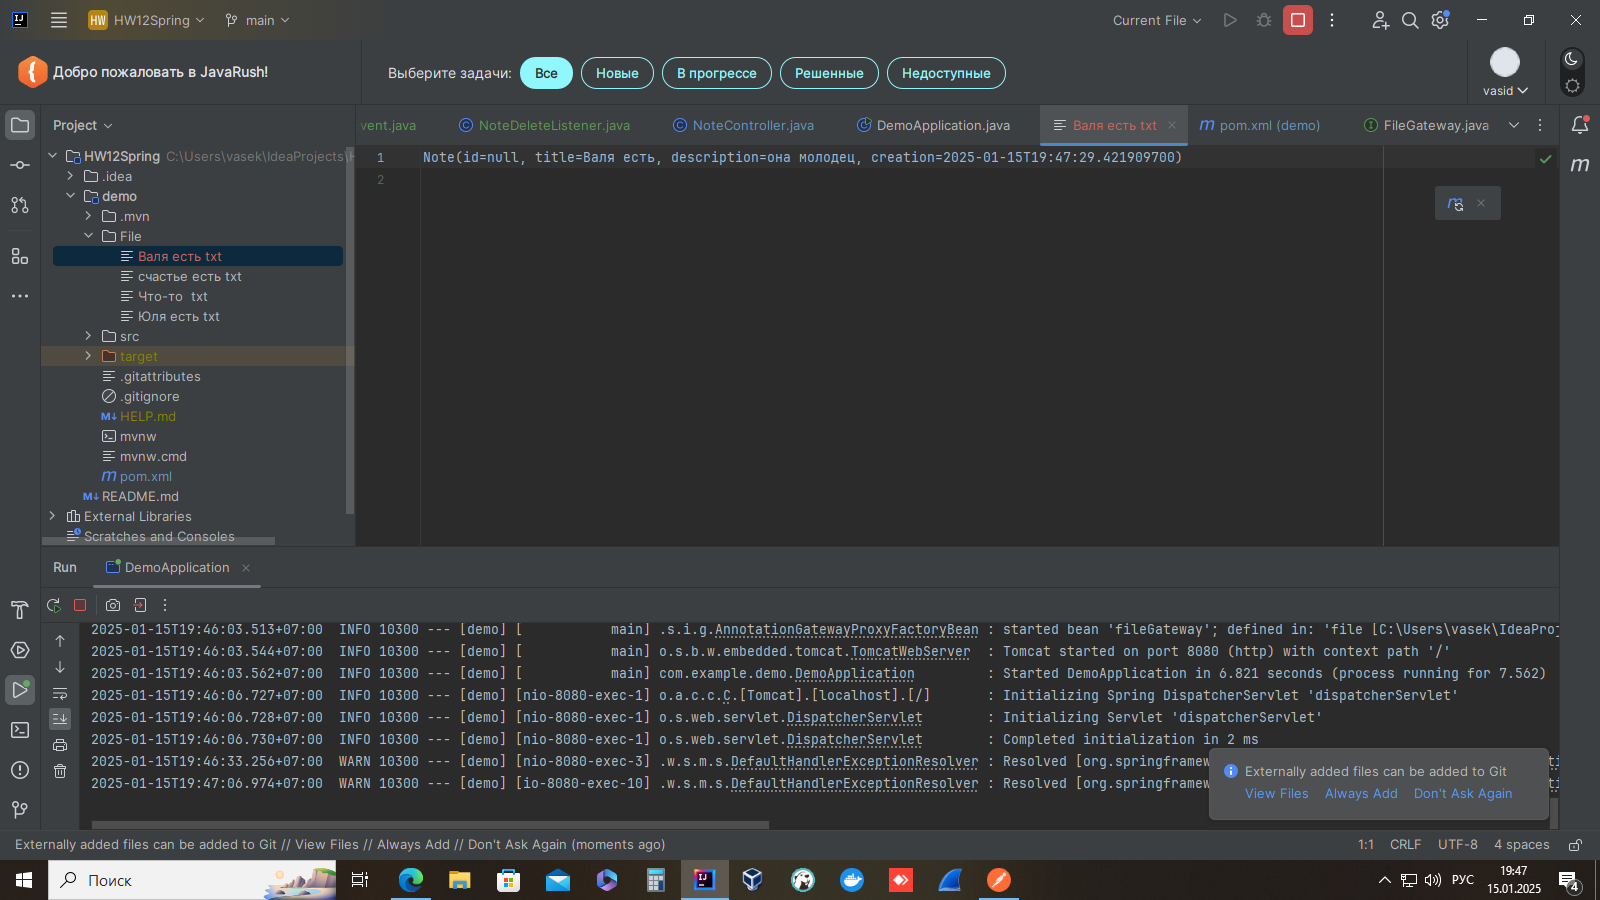 HW HW12Spring main Current File
Добро пожаловать в JavaRush! Выберите задачи: Все Новые В прогрессе Решенные Недоступные vasid
Project vent.java NoteDeleteListener.java NoteController.java DemoApplication.java Валя есть txt pom.xml (demo) FileGateway.java
HW12Spring C:\Users\vasek\IdeaProjects\H
.idea
demo
.mvn
File
Валя есть txt
счастье есть txt
Что-то txt
Юля есть txt
src
target
.gitattributes
.gitignore
HELP.md
mvnw
mvnw.cmd
pom.xml
README.md
External Libraries
Scratches and Consoles
1 Note(id=null, title=Валя есть, description=она молодец, creation=2025-01-15T19:47:29.421909700)
2
Run DemoApplication
2025-01-15T19:46:03.513+07:00 INFO 10300 --- [demo] [ main] .s.i.g.AnnotationGatewayProxyFactoryBean : started bean 'fileGateway'; defined in: 'file [C:\Users\vasek\IdeaProj
2025-01-15T19:46:03.544+07:00 INFO 10300 --- [demo] [ main] o.s.b.w.embedded.tomcat.TomcatWebServer : Tomcat started on port 8080 (http) with context path '/'
2025-01-15T19:46:03.562+07:00 INFO 10300 --- [demo] [ main] com.example.demo.DemoApplication : Started DemoApplication in 6.821 seconds (process running for 7.562)
2025-01-15T19:46:06.727+07:00 INFO 10300 --- [demo] [nio-8080-exec-1] o.a.c.c.C.[Tomcat].[localhost].[/] : Initializing Spring DispatcherServlet 'dispatcherServlet'
2025-01-15T19:46:06.728+07:00 INFO 10300 --- [demo] [nio-8080-exec-1] o.s.web.servlet.DispatcherServlet : Initializing Servlet 'dispatcherServlet'
2025-01-15T19:46:06.730+07:00 INFO 10300 --- [demo] [nio-8080-exec-1] o.s.web.servlet.DispatcherServlet : Completed initialization in 2 ms
2025-01-15T19:46:33.256+07:00 WARN 10300 --- [demo] [nio-8080-exec-3] .w.s.m.s.DefaultHandlerExceptionResolver : Resolved [org.springframew
2025-01-15T19:47:06.974+07:00 WARN 10300 --- [demo] [io-8080-exec-10] .w.s.m.s.DefaultHandlerExceptionResolver : Resolved [org.springframew
Externally added files can be added to Git
View Files Always Add Don't Ask Again
Externally added files can be added to Git // View Files // Always Add // Don't Ask Again (moments ago) 1:1 CRLF UTF-8 4 spaces
Поиск РУС 19:47
15.01.2025 4